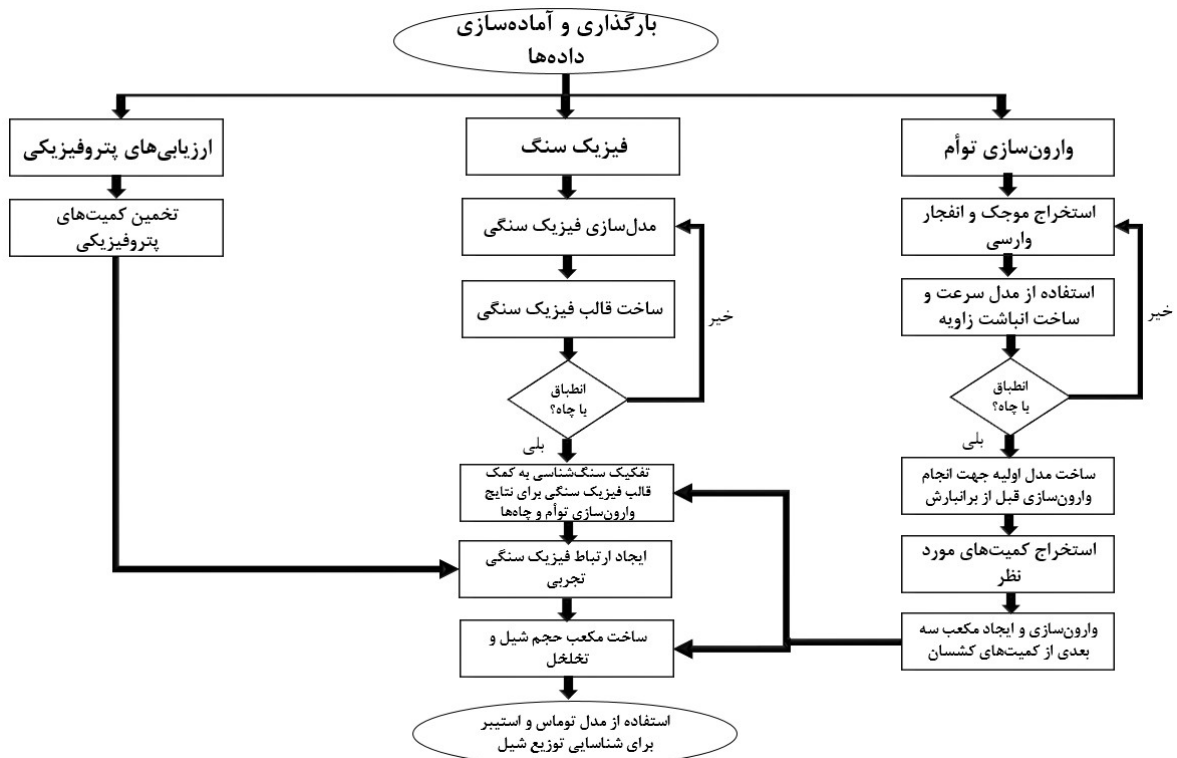 بارگذاری و آماده‌سازی
داده‌ها
ارزیابی‌های پتروفیزیکی
فیزیک سنگ
وارون‌سازی توأم
تخمین کمیت‌های
پتروفیزیکی
مدل‌سازی فیزیک سنگی
استخراج موجک و انفجار
وارسی
ساخت قالب فیزیک سنگی
خیر
استفاده از مدل سرعت و
ساخت انباشت زاویه
خیر
انطباق
با چاه؟
انطباق
با چاه؟
بلی
بلی
تفکیک سنگ‌شناسی به کمک
قالب فیزیک سنگی برای نتایج
وارون‌سازی توأم و چاه‌ها
ساخت مدل اولیه جهت انجام
وارون‌سازی قبل از برانبارش
ایجاد ارتباط فیزیک سنگی
تجربی
استخراج کمیت‌های مورد
نظر
ساخت مکعب حجم شیل و
تخلخل
وارون‌سازی و ایجاد مکعب سه
بعدی از کمیت‌های کشسان
استفاده از مدل توماس و استیبر
برای شناسایی توزیع شیل